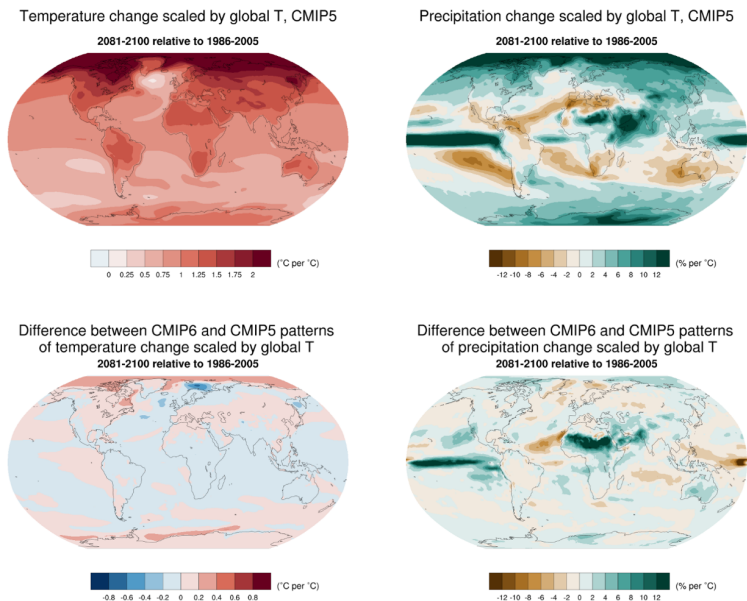 Temperature change scaled by global T, CMIP5
2081-2100 relative to 1986-2005
0 0.25 0.5 0.75 1 1.25 1.5 1.75 2 (˚C per ˚C)
Precipitation change scaled by global T, CMIP5
2081-2100 relative to 1986-2005
-12 -10 -8 -6 -4 -2 0 2 4 6 8 10 12 (% per ˚C)
Difference between CMIP6 and CMIP5 patterns
of temperature change scaled by global T
2081-2100 relative to 1986-2005
-0.8 -0.6 -0.4 -0.2 0 0.2 0.4 0.6 0.8 (˚C per ˚C)
Difference between CMIP6 and CMIP5 patterns
of precipitation change scaled by global T
2081-2100 relative to 1986-2005
-12 -10 -8 -6 -4 -2 0 2 4 6 8 10 12 (% per ˚C)